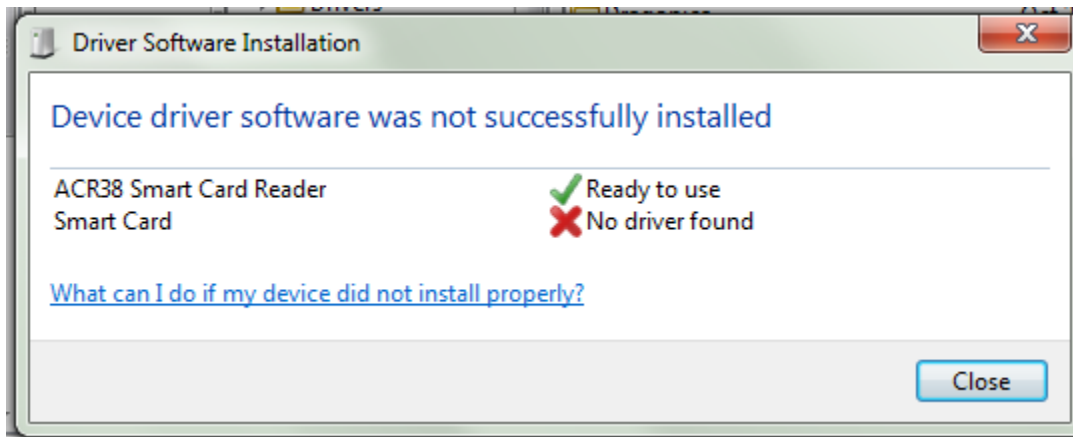 Drivers
Driver Software Installation
Device driver software was not successfully installed
ACR38 Smart Card Reader Ready to use
Smart Card No driver found
What can I do if my device did not install properly?
Close